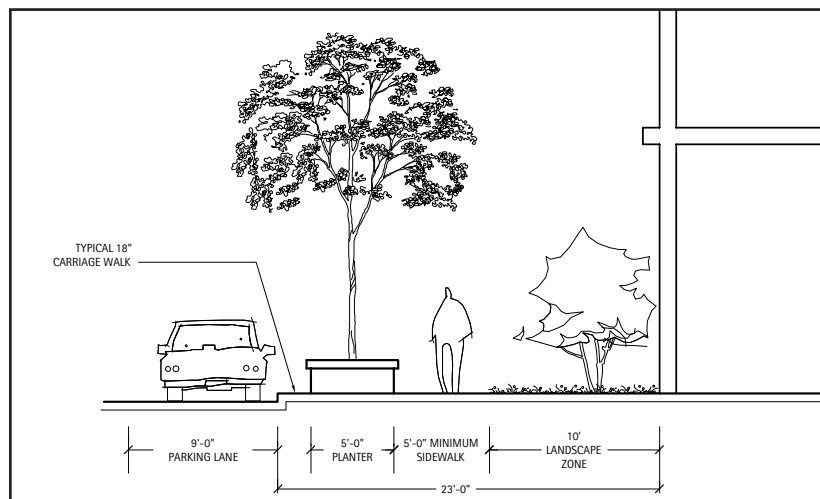 TYPICAL 18"
CARRIAGE WALK
9'-0"
PARKING LANE
5'-0"
PLANTER
5'-0" MINIMUM
SIDEWALK
10'
LANDSCAPE
ZONE
23'-0"